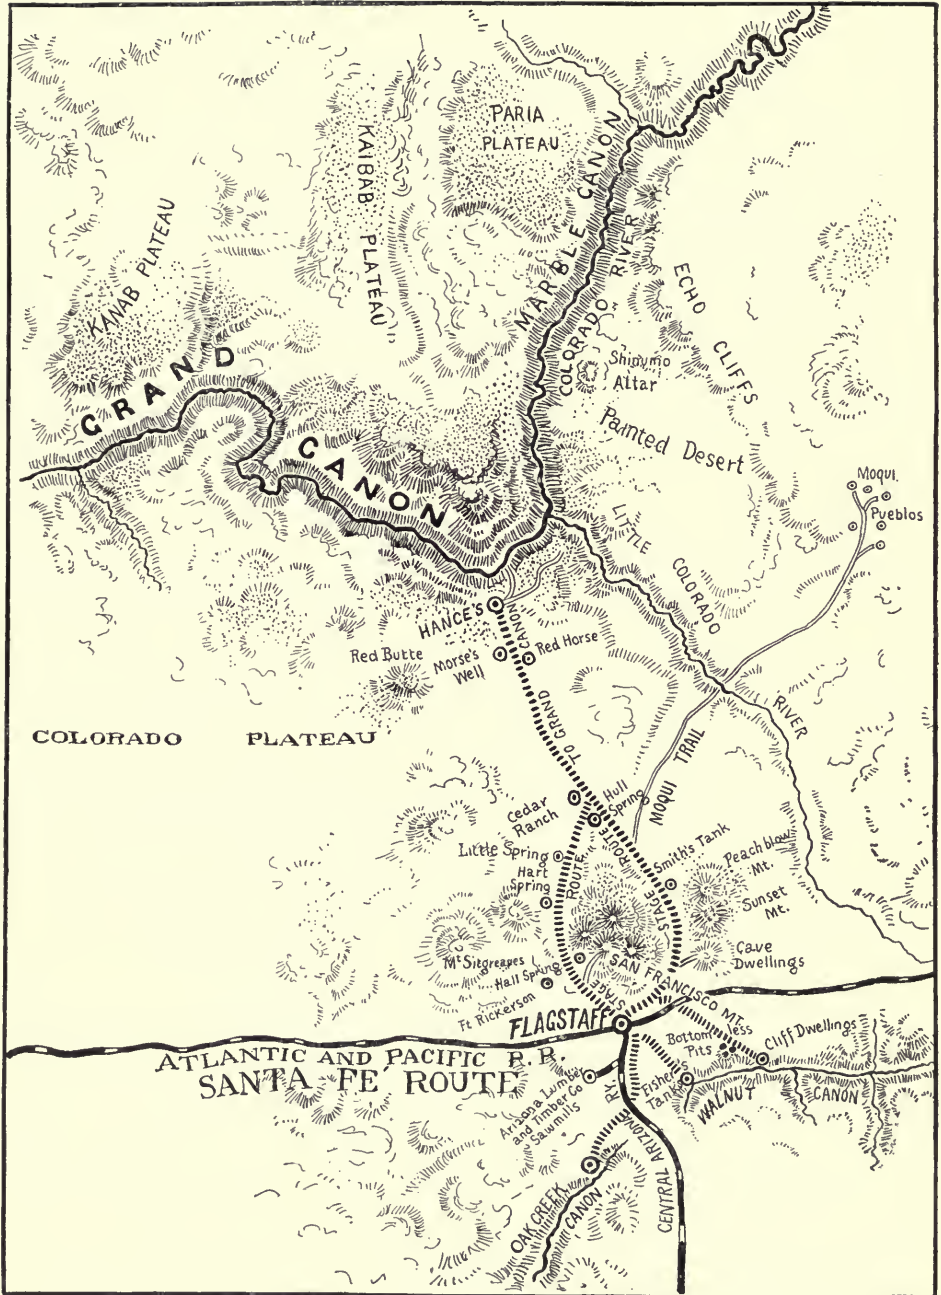 PARIA
PLATEAU
KAIBAB PLATEAU
KANAB PLATEAU
MARBLE CANON
COLORADO RIVER
ECHO CLIFFS
GRAND CANON
Shinumo
Altar
Painted Desert
Moqui
Pueblos
LITTLE COLORADO RIVER
HANCE'S
Red Butte
Morse's
Well
Red Horse
COLORADO PLATEAU
STAGE ROUTE TO GRAND CANON
MOQUI TRAIL
Cedar
Ranch
Hull
Spring
Little Spring
Hart
Spring
Smith's Tank
Peachblow
Mt.
Sunset
Mt.
STAGE ROUTE
Mt Sitgreapes
Cave
Dwellings
Hall Spring
SAN FRANCISCO MT.
Ft Rickerson
FLAGSTAFF
Bottomless
Pits
Cliff Dwellings
ATLANTIC AND PACIFIC R.R.
SANTA FE ROUTE
Fisher
Tank
WALNUT CANON
Arizona Lumber
and Timber Co
Sawmills
CENTRAL ARIZONA RY.
OAK CREEK
CANON